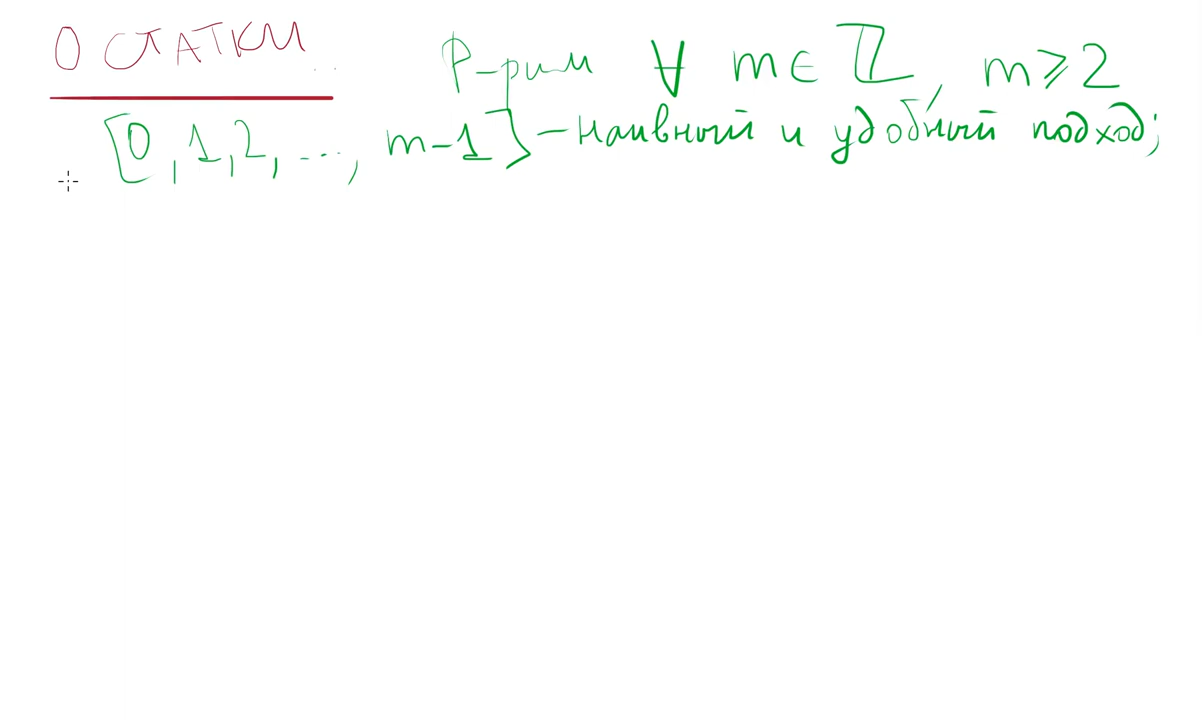 ОСТАТКИ
Р-рим ∀ m ∈ ℤ, m ⩾ 2
[0, 1, 2, ..., m-1] - наивный и удобный подход;